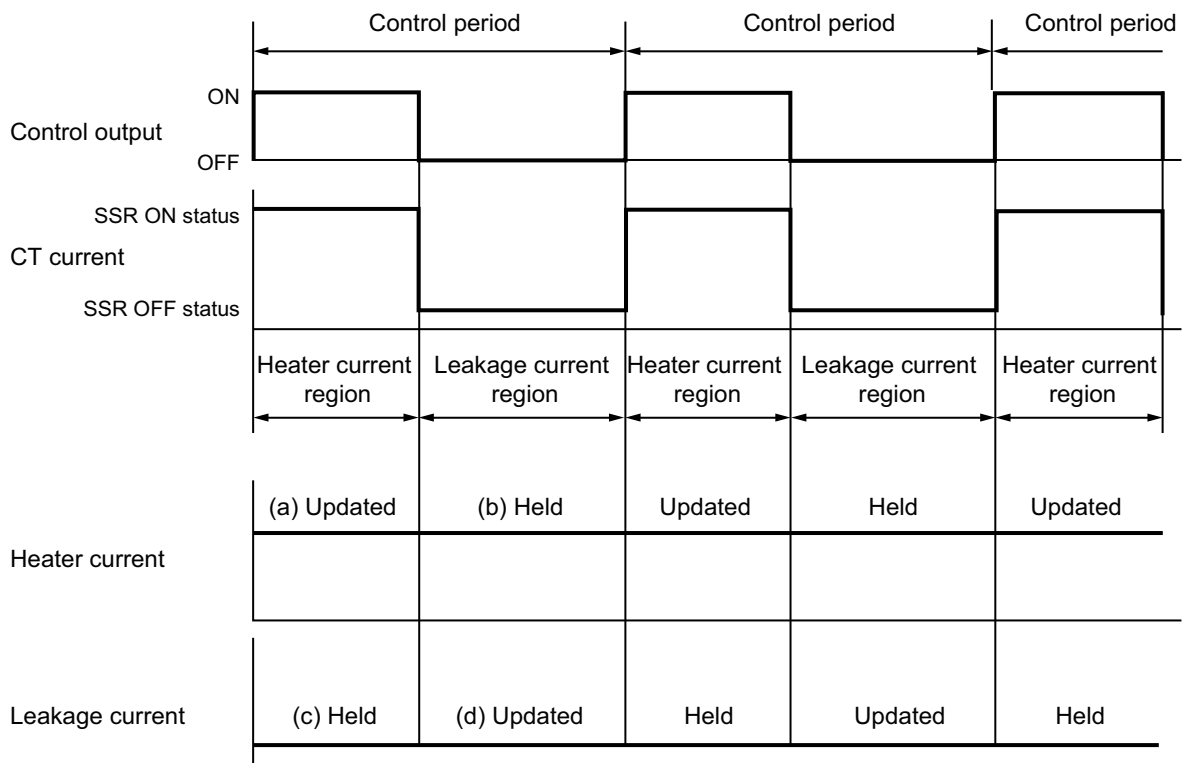 Control period Control period Control period
ON
Control output
OFF
SSR ON status
CT current
SSR OFF status
Heater current region
Leakage current region
Heater current region
Leakage current region
Heater current region
(a) Updated (b) Held Updated Held Updated
Heater current
Leakage current (c) Held (d) Updated Held Updated Held